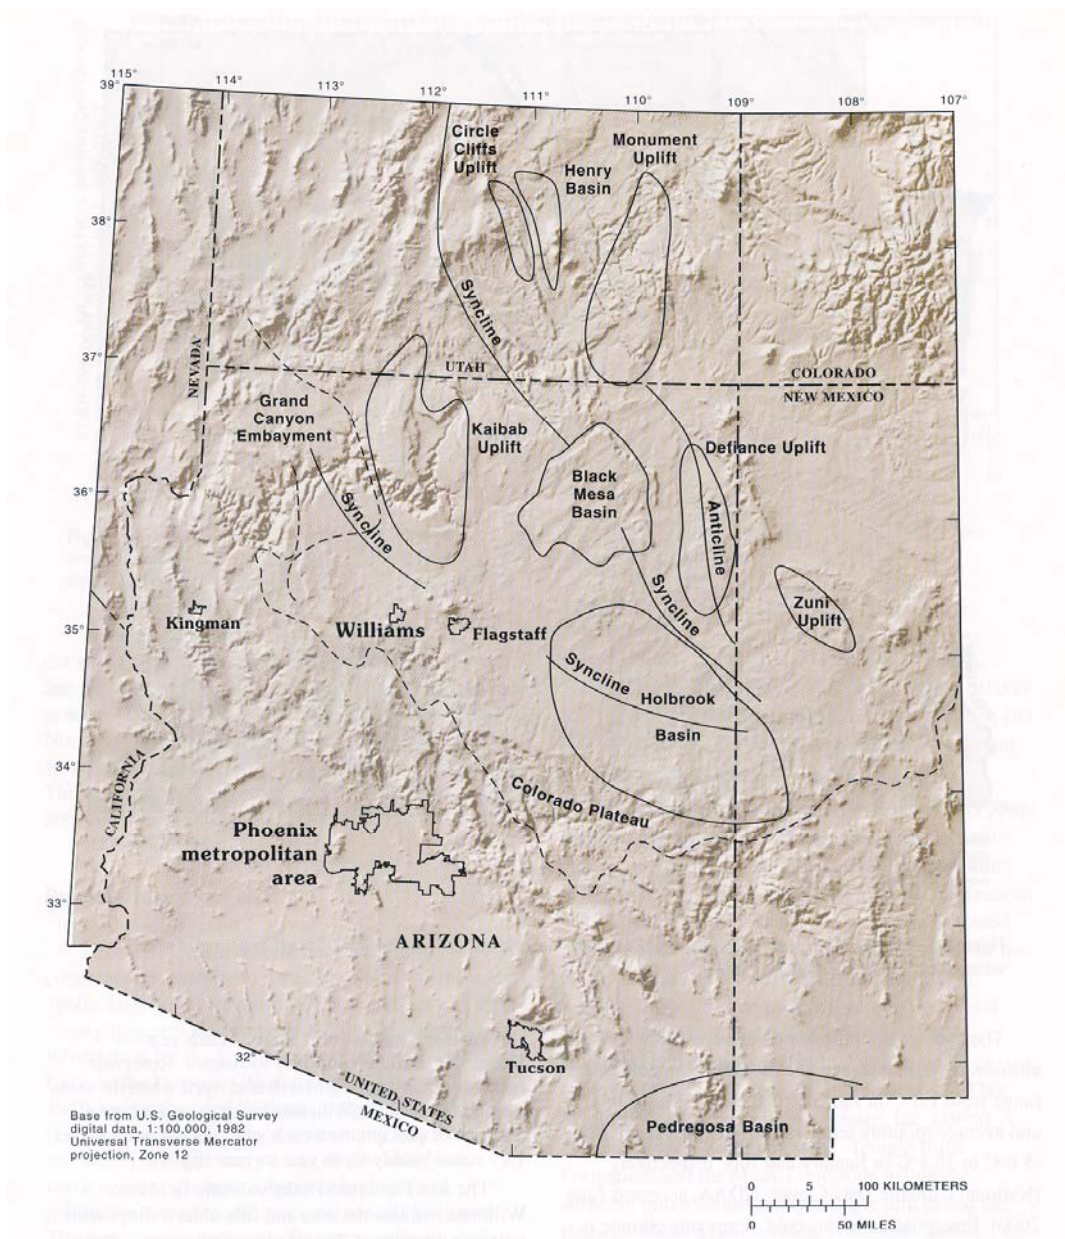 115°
39°
114°
113°
112°
111°
110°
109°
108°
107°
Circle
Cliffs
Uplift
Henry
Basin
Monument
Uplift
38°
Syncline
37°
NEVADA
UTAH
COLORADO
NEW MEXICO
Grand
Canyon
Embayment
Kaibab
Uplift
Defiance Uplift
Black
Mesa
Basin
36°
Syncline
Anticline
Syncline
Zuni
Uplift
35°
Kingman
Williams
Flagstaff
Syncline
Holbrook
Basin
34°
CALIFORNIA
Colorado Plateau
Phoenix
metropolitan
area
33°
ARIZONA
32°
Tucson
UNITED STATES
MEXICO
Pedregosa Basin
Base from U.S. Geological Survey
digital data, 1:100,000, 1982
Universal Transverse Mercator
projection, Zone 12
0 5 100 KILOMETERS
0 50 MILES